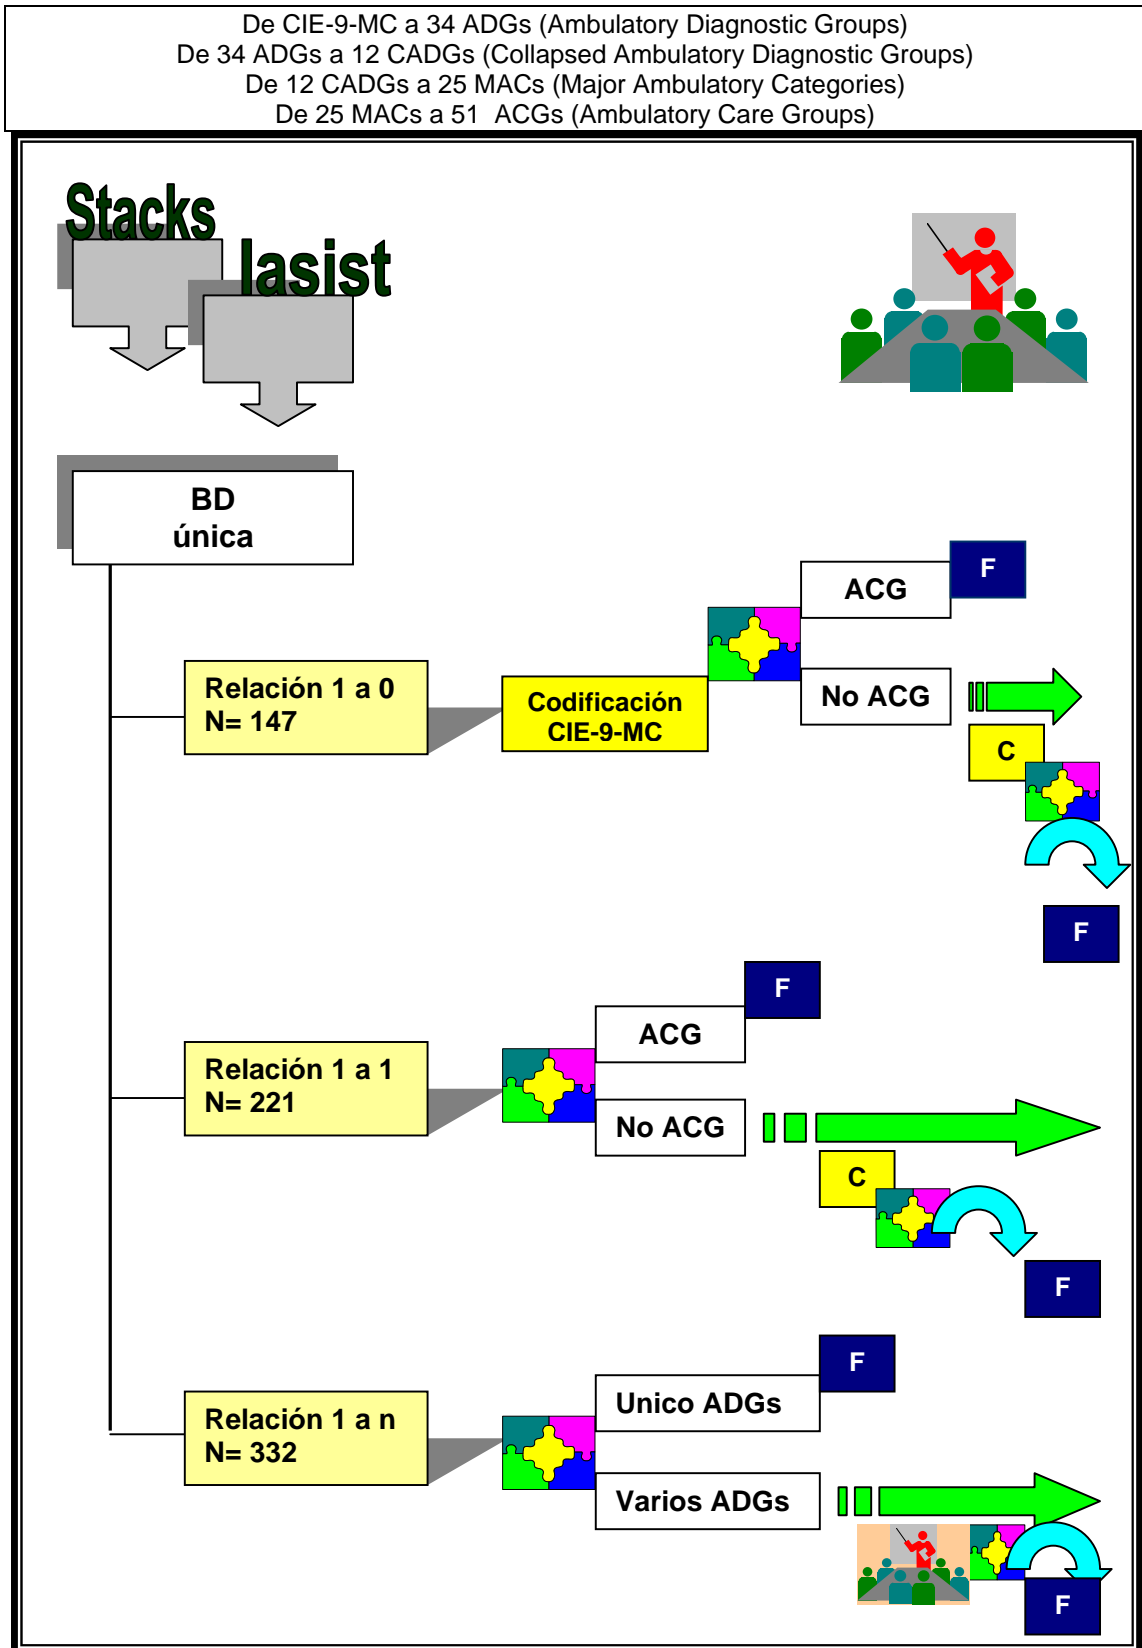 De CIE-9-MC a 34 ADGs (Ambulatory Diagnostic Groups)
De 34 ADGs a 12 CADGs (Collapsed Ambulatory Diagnostic Groups)
De 12 CADGs a 25 MACs (Major Ambulatory Categories)
De 25 MACs a 51 ACGs (Ambulatory Care Groups)
Stacks
Iasist
BD
única
ACG
F
Relación 1 a 0
N= 147
Codificación
CIE-9-MC
No ACG
C
F
F
ACG
Relación 1 a 1
N= 221
No ACG
C
F
F
Unico ADGs
Relación 1 a n
N= 332
Varios ADGs
F